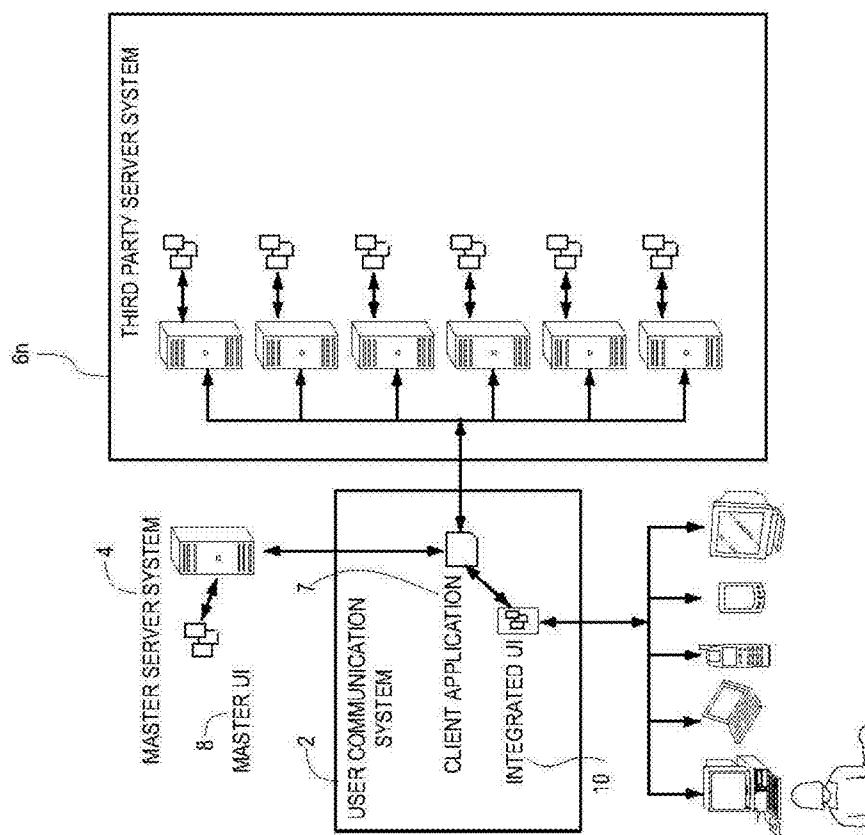 THIRD PARTY SERVER SYSTEM
6n
MASTER SERVER SYSTEM
4
8
MASTER UI
2
USER COMMUNICATION
SYSTEM
7
CLIENT APPLICATION
INTEGRATED UI
10